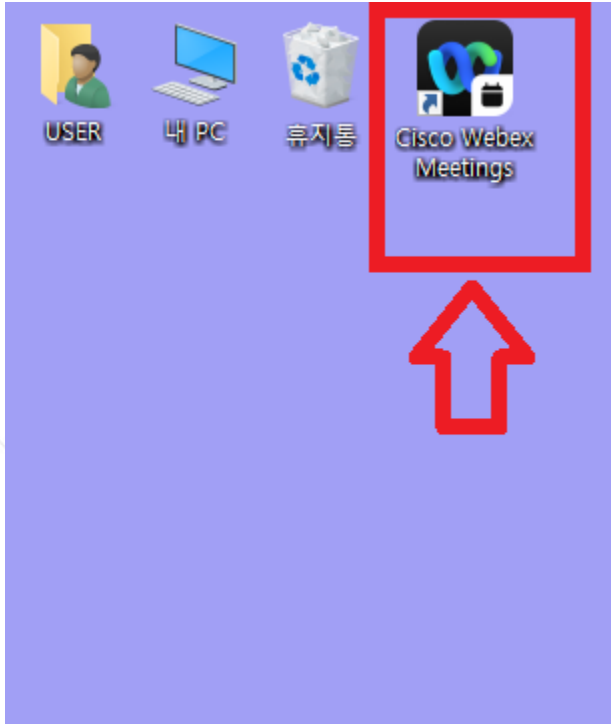 USER
내 PC
휴지통
Cisco Webex
Meetings